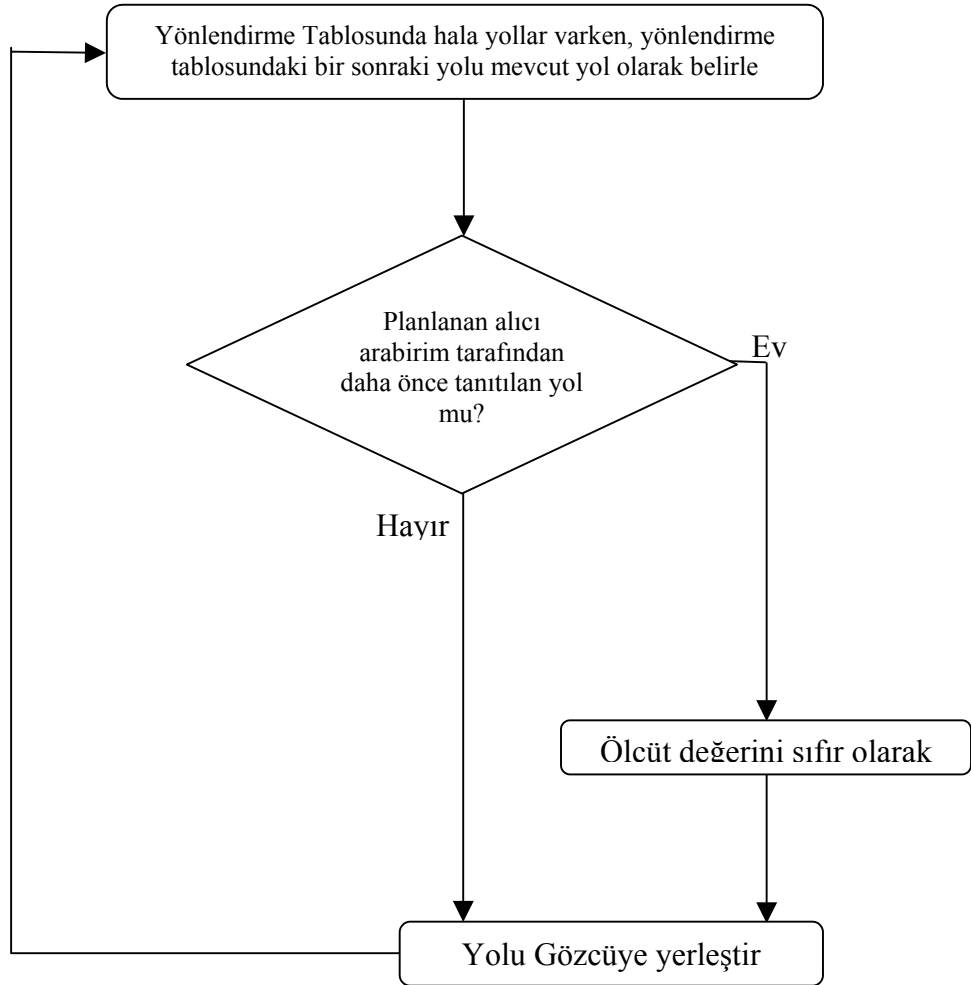 Yönlendirme Tablosunda hala yollar varken, yönlendirme
tablosundaki bir sonraki yolu mevcut yol olarak belirle
Planlanan alıcı
arabirim tarafından
daha önce tanıtılan yol
mu?
Ev
Hayır
Ölçüt değerini sıfır olarak
Yolu Gözcüye yerleştir